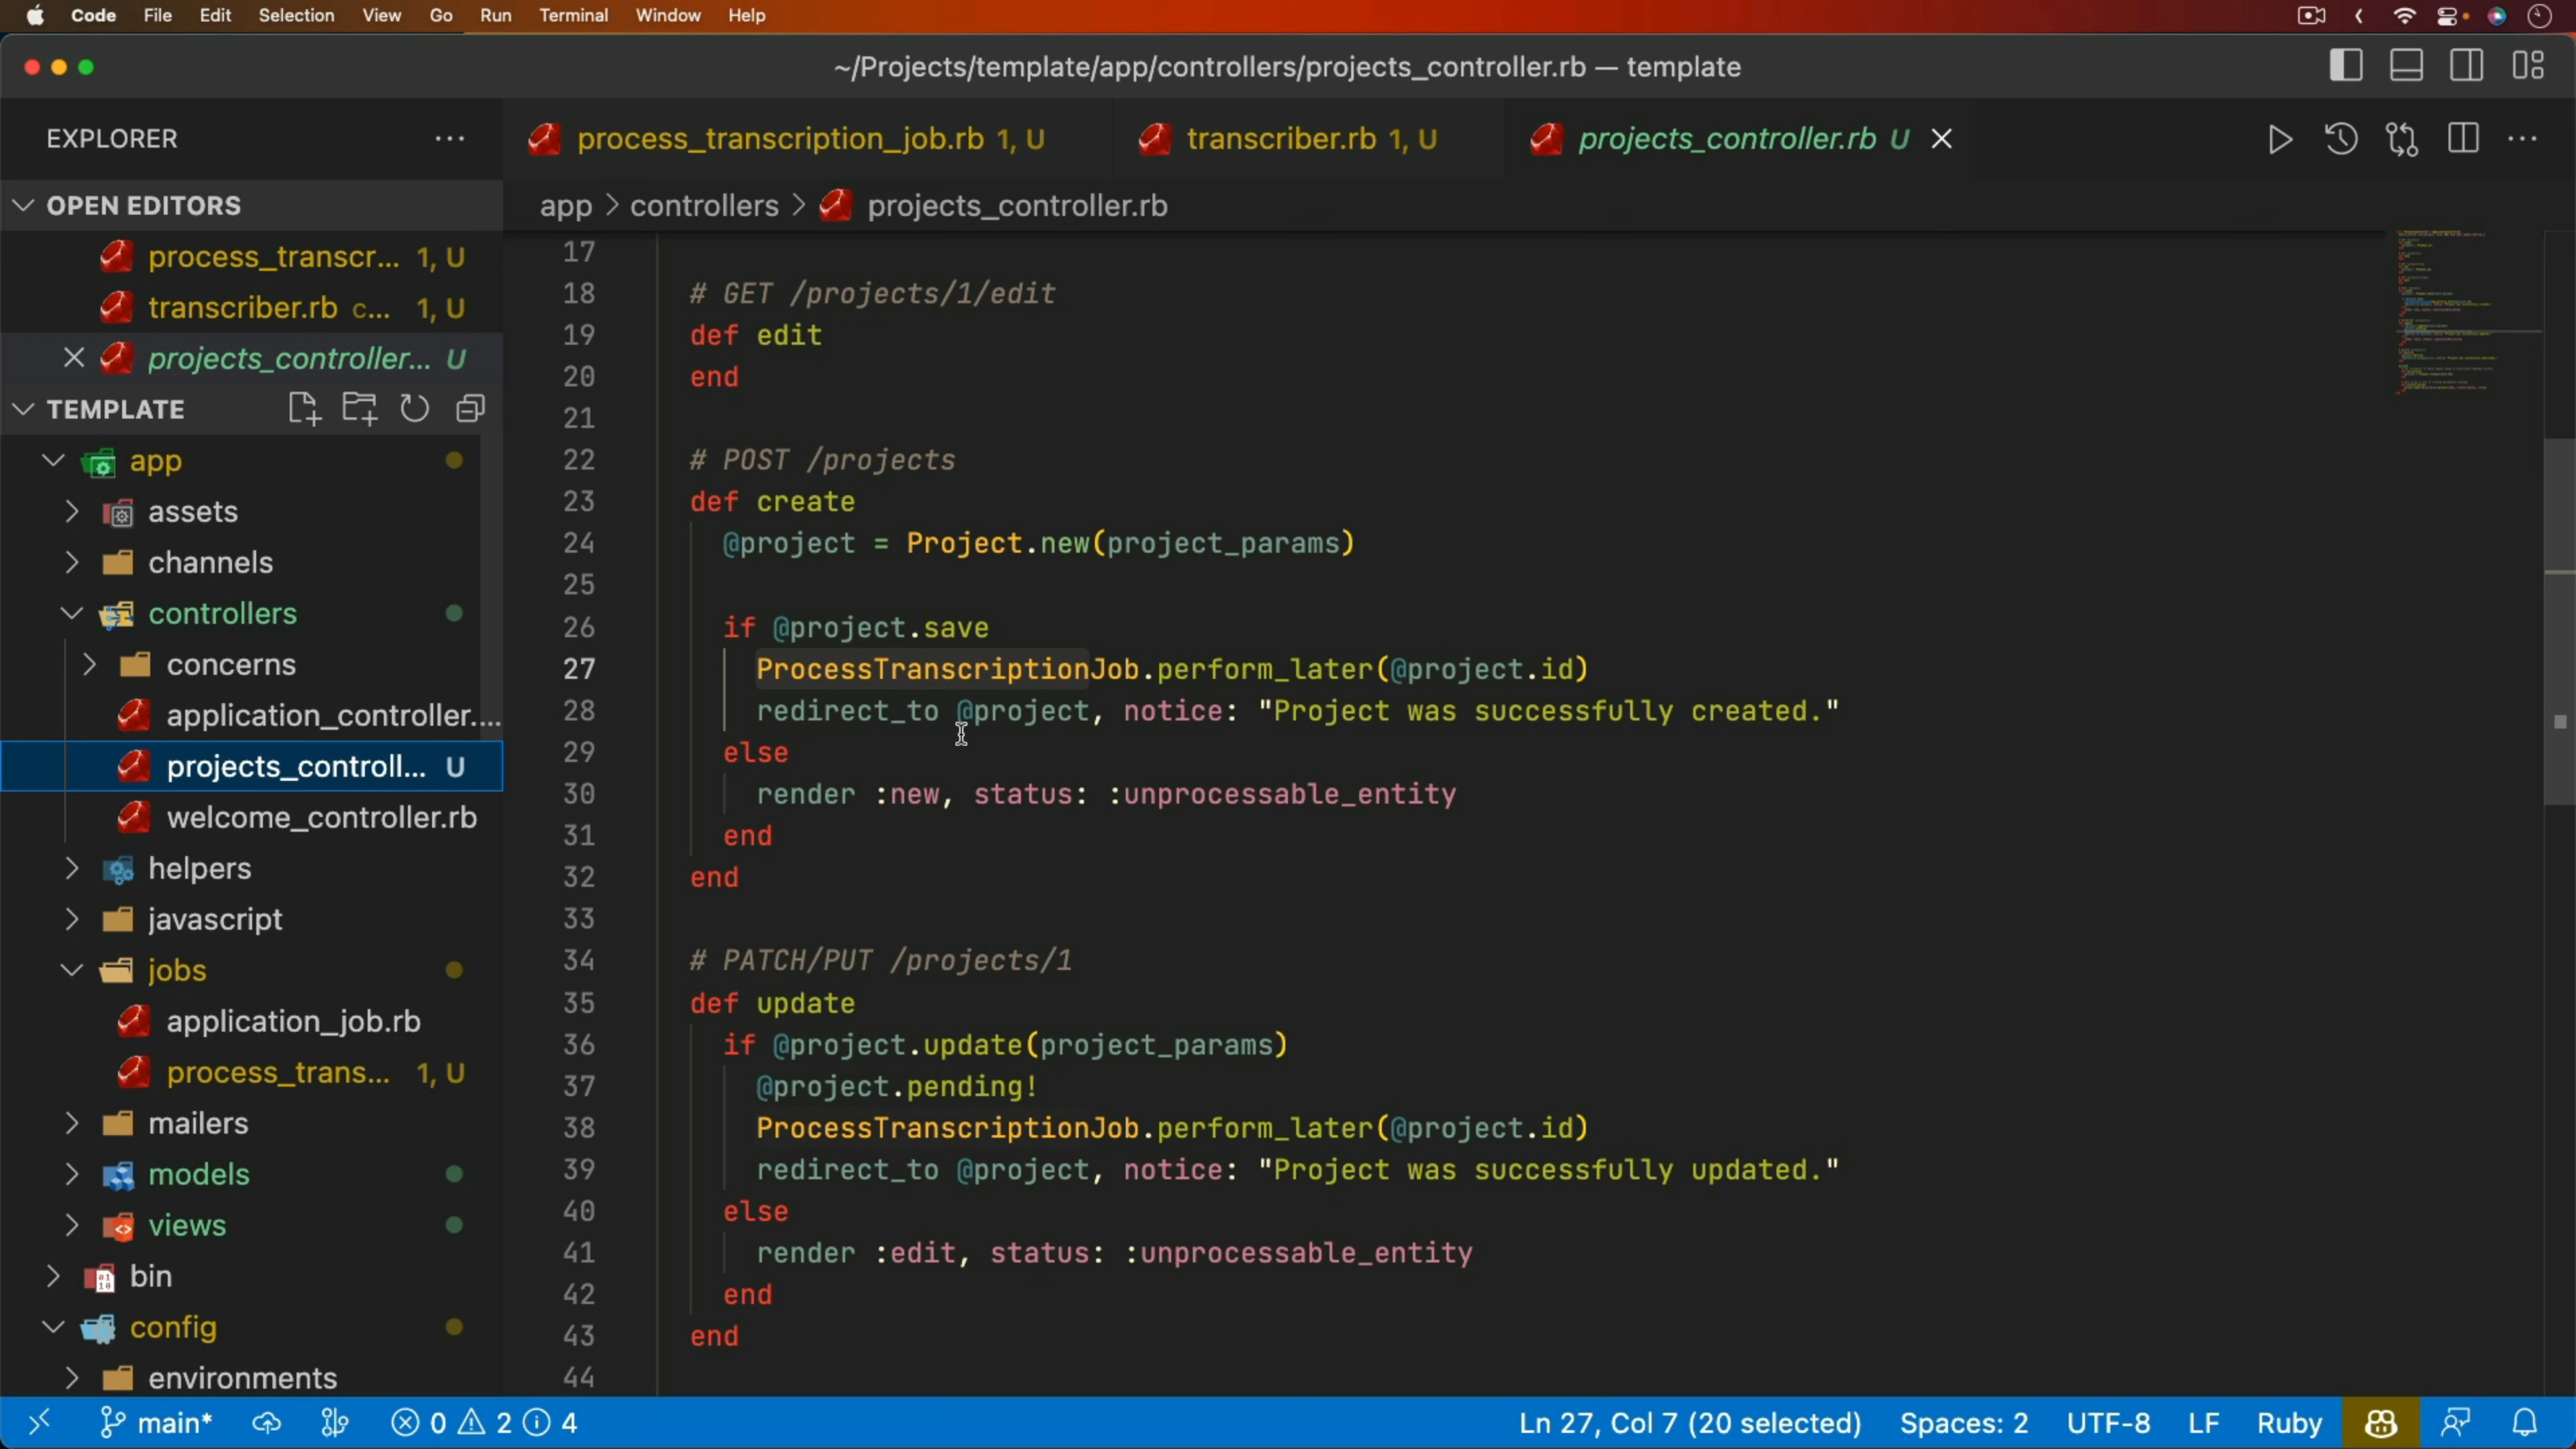 Code File Edit Selection View Go Run Terminal Window Help
~/Projects/template/app/controllers/projects_controller.rb — template
EXPLORER
process_transcription_job.rb 1, U
transcriber.rb 1, U
projects_controller.rb U
OPEN EDITORS
app > controllers > projects_controller.rb
process_transcr... 1, U
transcriber.rb c... 1, U
projects_controller... U
TEMPLATE
app
assets
channels
controllers
concerns
application_controller....
projects_controll... U
welcome_controller.rb
helpers
javascript
jobs
application_job.rb
process_trans... 1, U
mailers
models
views
bin
config
environments
17
18 # GET /projects/1/edit
19 def edit
20 end
21
22 # POST /projects
23 def create
24 @project = Project.new(project_params)
25
26 if @project.save
27 ProcessTranscriptionJob.perform_later(@project.id)
28 redirect_to @project, notice: "Project was successfully created."
29 else
30 render :new, status: :unprocessable_entity
31 end
32 end
33
34 # PATCH/PUT /projects/1
35 def update
36 if @project.update(project_params)
37 @project.pending!
38 ProcessTranscriptionJob.perform_later(@project.id)
39 redirect_to @project, notice: "Project was successfully updated."
40 else
41 render :edit, status: :unprocessable_entity
42 end
43 end
44
main* 0 2 4 Ln 27, Col 7 (20 selected) Spaces: 2 UTF-8 LF Ruby